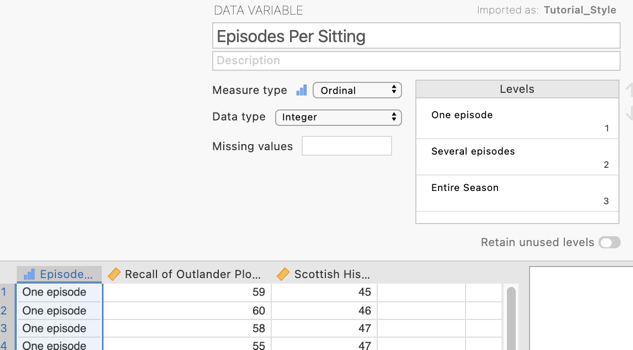 DATA VARIABLE Imported as: Tutorial_Style
Episodes Per Sitting
Description
Measure type Ordinal
Data type Integer
Missing values
Levels
One episode
1
Several episodes
2
Entire Season
3
Retain unused levels
Episode... Recall of Outlander Plo... Scottish His...
1 One episode 59 45
2 One episode 60 46
3 One episode 58 47
4 One episode 55 47